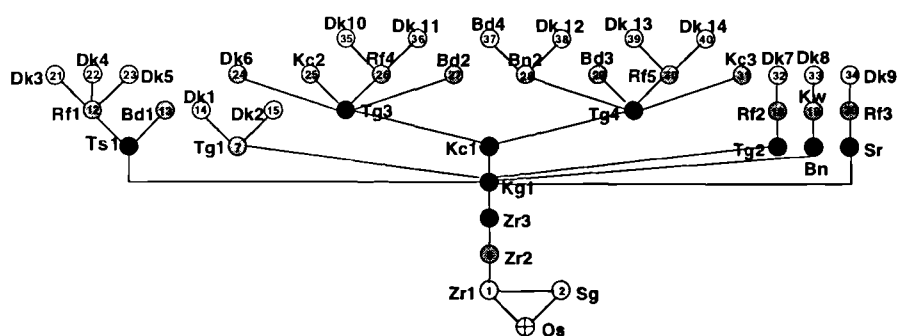 Dk10 Dk 11 Bd4 Dk 12 Dk 13 Dk 14
35 36 37 38 39 40
Dk3 Dk4 Dk5 Dk6 Kc2 Rf4 Bd2 Bn2 Bd3 Rf5 Kc3 Dk7 Dk8 Dk9
21 22 23 24 25 26 27 28 29 30 31 32 33 34
Rf1 12 Bd1 13 Dk1 14 Dk2 15 Tg3 Tg4 Rf2 Kw Rf3
Ts1 Tg1 7 Kc1 Tg2 Bn Sr
Kg1
Zr3
Zr2
Zr1 1 2 Sg
Os